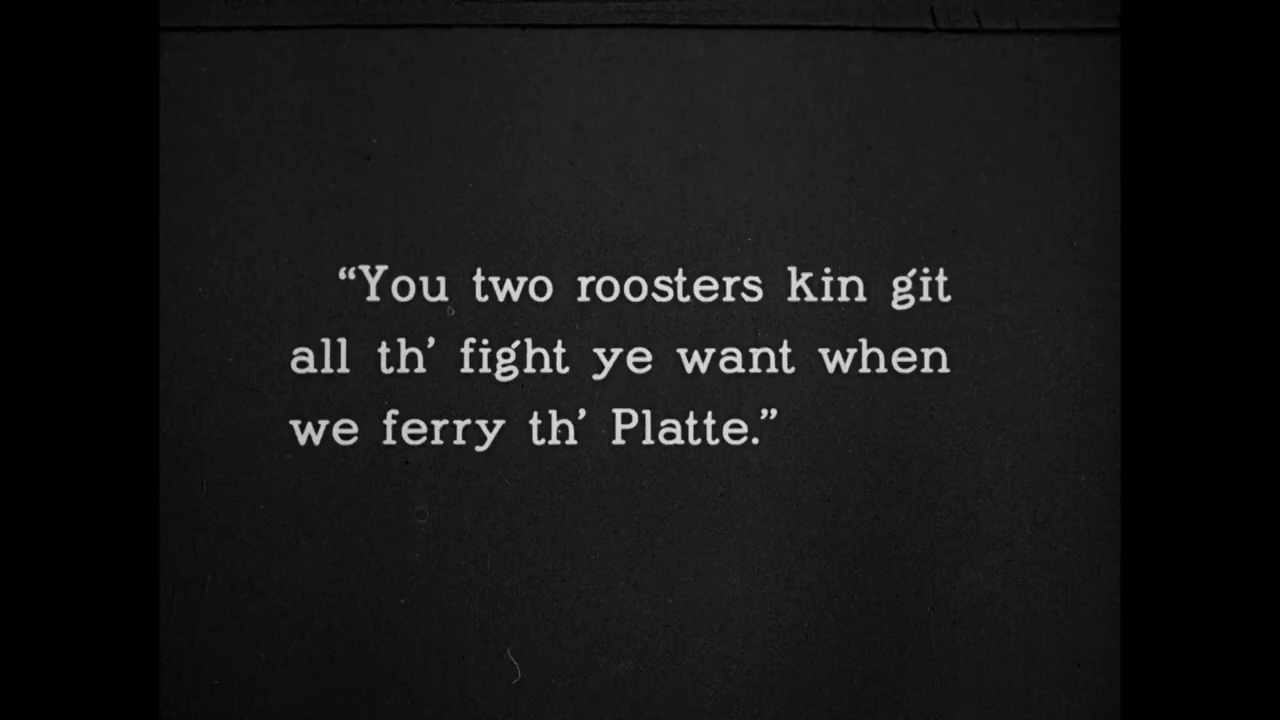 “You two roosters kin git
all th’ fight ye want when
we ferry th’ Platte.”